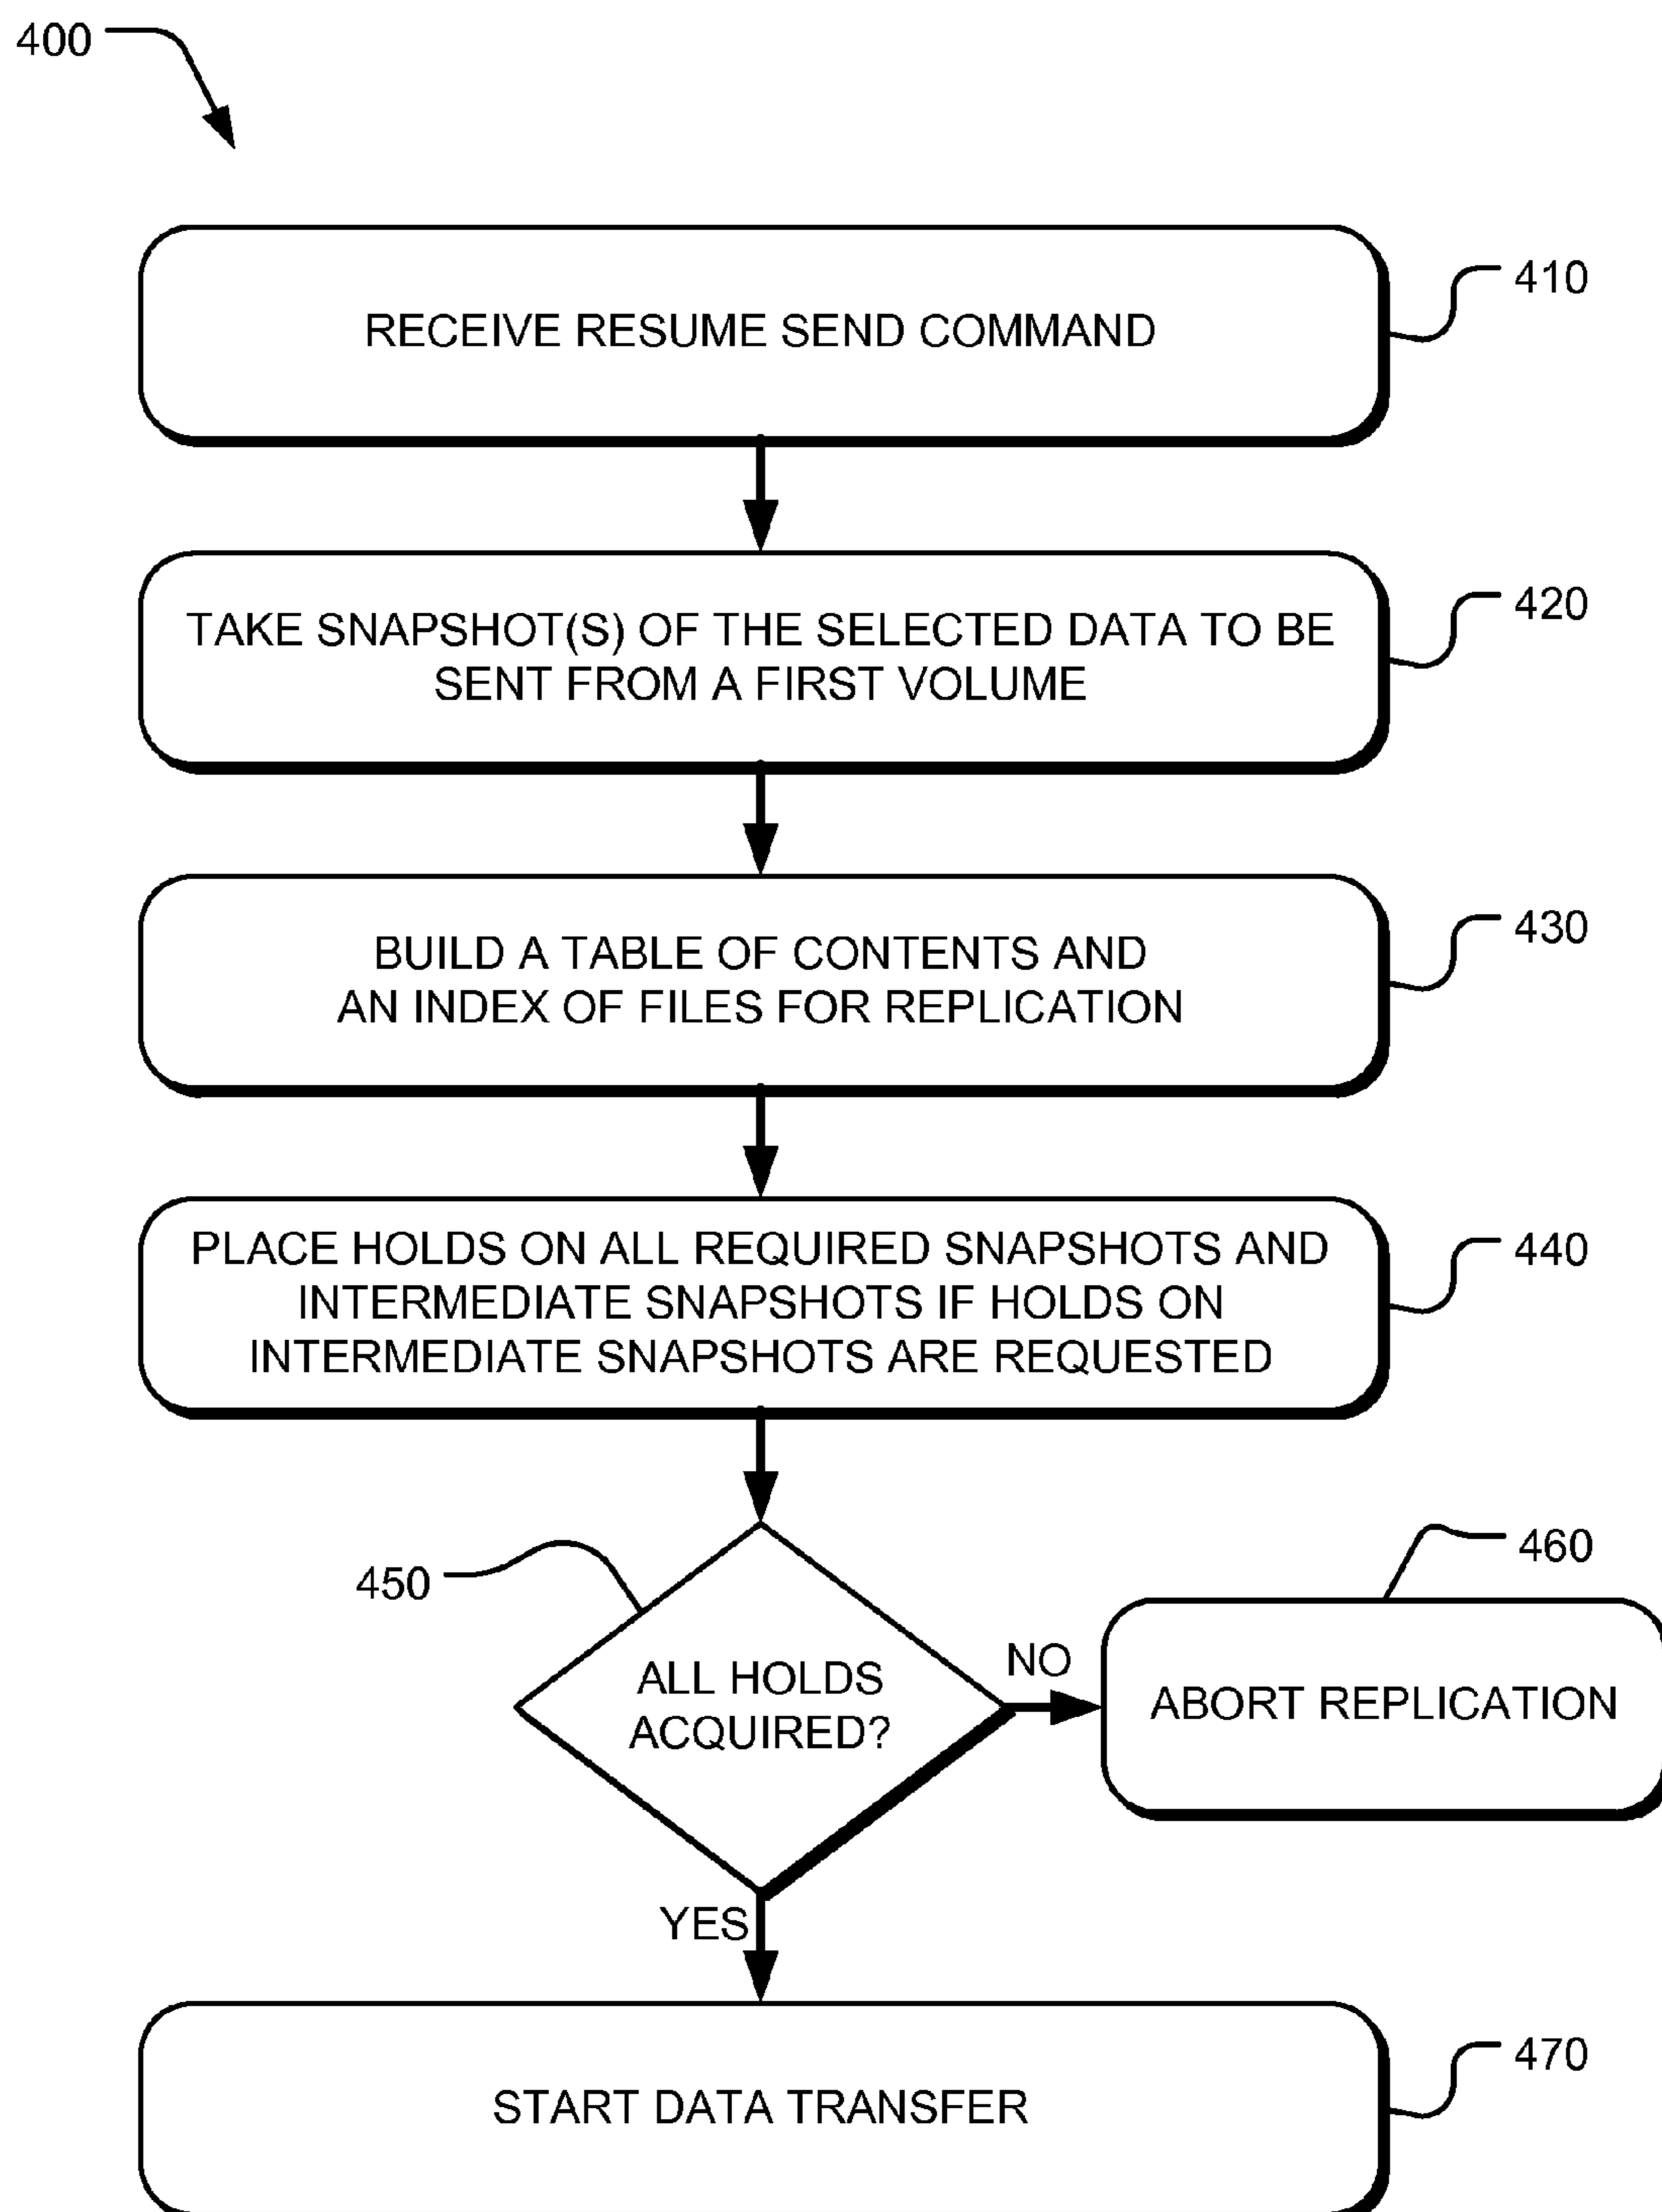 400
RECEIVE RESUME SEND COMMAND
410
TAKE SNAPSHOT(S) OF THE SELECTED DATA TO BE
SENT FROM A FIRST VOLUME
420
BUILD A TABLE OF CONTENTS AND
AN INDEX OF FILES FOR REPLICATION
430
PLACE HOLDS ON ALL REQUIRED SNAPSHOTS AND
INTERMEDIATE SNAPSHOTS IF HOLDS ON
INTERMEDIATE SNAPSHOTS ARE REQUESTED
440
450
ALL HOLDS
ACQUIRED?
NO
460
ABORT REPLICATION
YES
START DATA TRANSFER
470